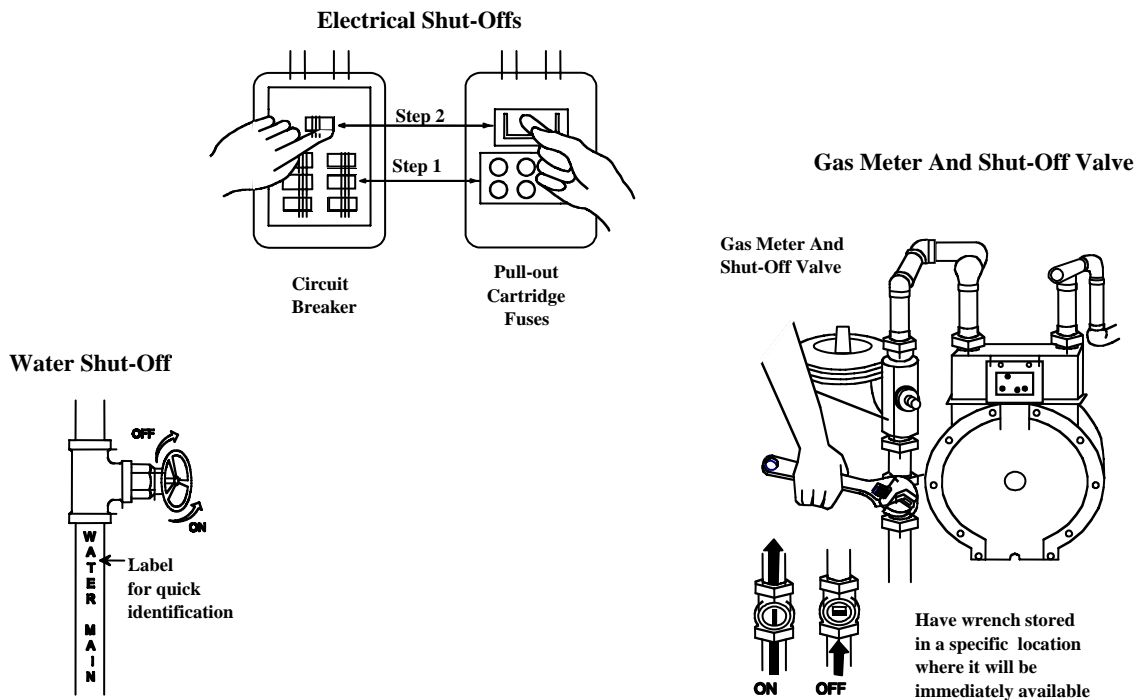 Electrical Shut-Offs
Step 2
Step 1
Circuit
Breaker
Pull-out
Cartridge
Fuses
Gas Meter And Shut-Off Valve
Gas Meter And
Shut-Off Valve
Water Shut-Off
OFF
ON
WATER MAIN
Label
for quick
identification
ON
OFF
Have wrench stored
in a specific location
where it will be
immediately available